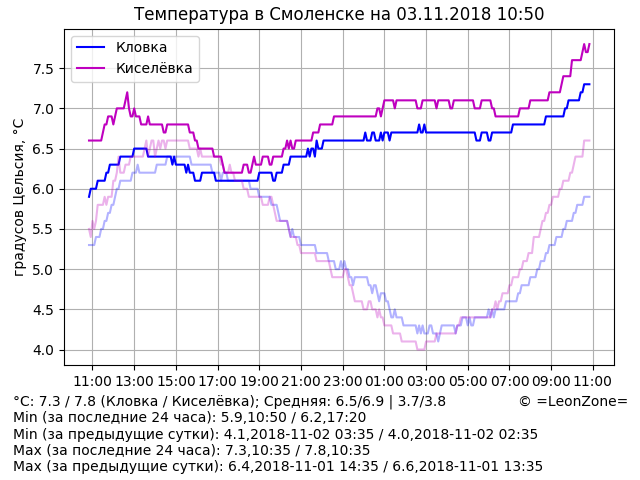 Температура в Смоленске на 03.11.2018 10:50
Кловка
Киселёвка
градусов Цельсия, °C
7.5
7.0
6.5
6.0
5.5
5.0
4.5
4.0
11:00 13:00 15:00 17:00 19:00 21:00 23:00 01:00 03:00 05:00 07:00 09:00 11:00
°C: 7.3 / 7.8 (Кловка / Киселёвка); Средняя: 6.5/6.9 | 3.7/3.8 © =LeonZone=
Min (за последние 24 часа): 5.9,10:50 / 6.2,17:20
Min (за предыдущие сутки): 4.1,2018-11-02 03:35 / 4.0,2018-11-02 02:35
Max (за последние 24 часа): 7.3,10:35 / 7.8,10:35
Max (за предыдущие сутки): 6.4,2018-11-01 14:35 / 6.6,2018-11-01 13:35